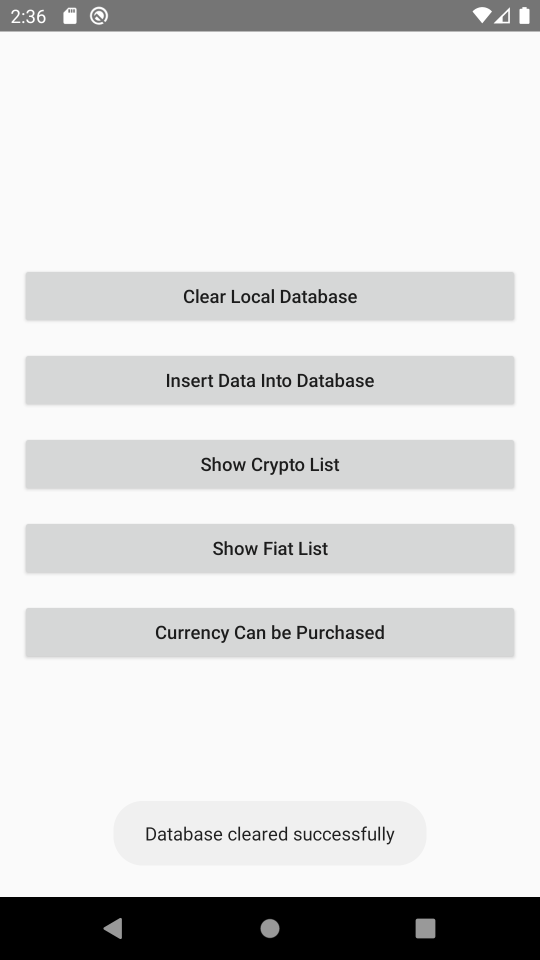 2:36
Clear Local Database
Insert Data Into Database
Show Crypto List
Show Fiat List
Currency Can be Purchased
Database cleared successfully